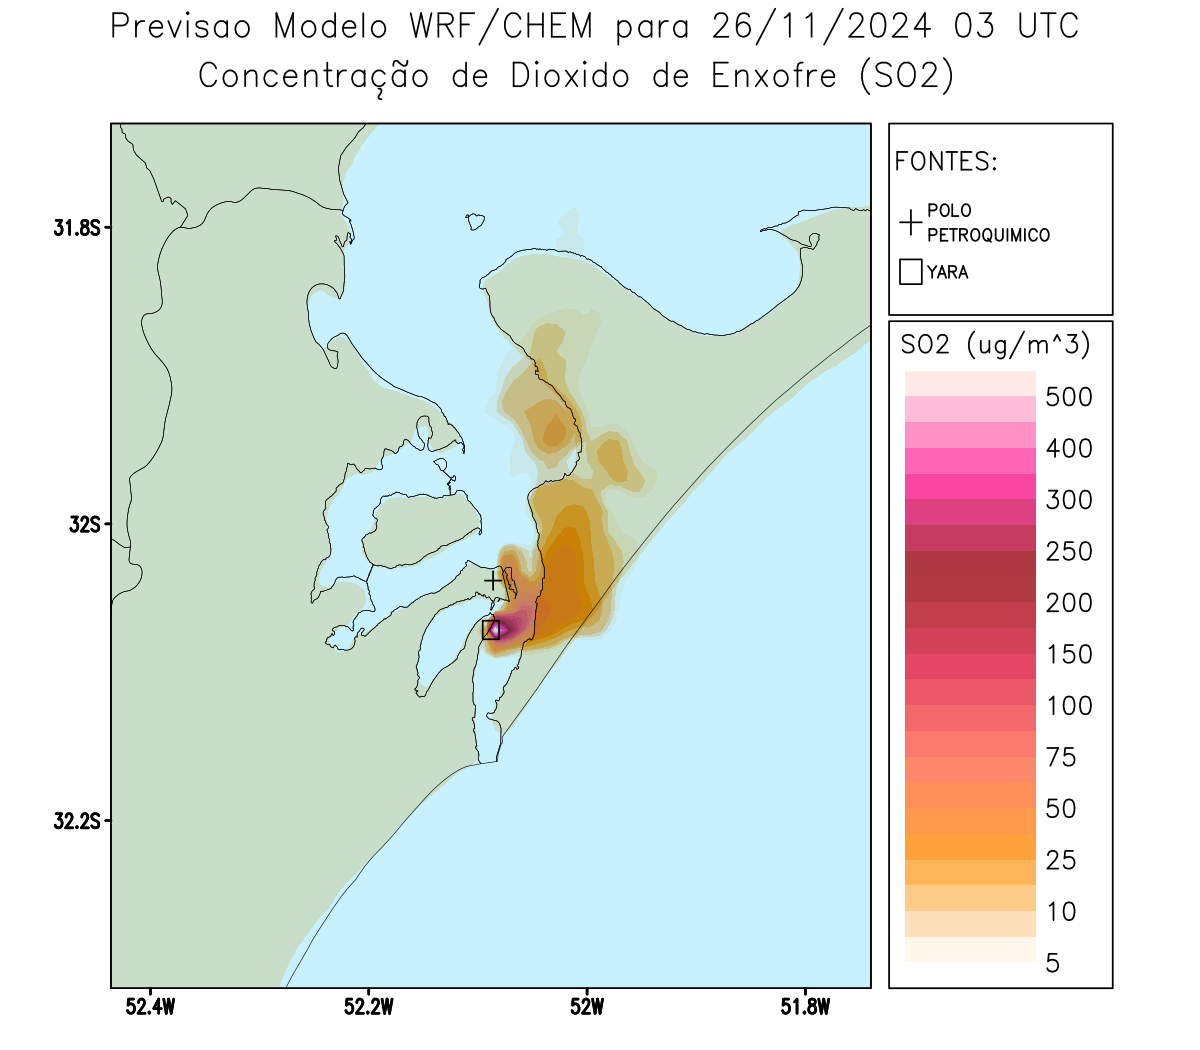 Previsao Modelo WRF/CHEM para 26/11/2024 03 UTC
Concentração de Dioxido de Enxofre (SO2)
FONTES:
POLO
PETROQUIMICO
YARA
31.8S
32S
32.2S
52.4W
52.2W
52W
51.8W
SO2 (ug/m^3)
500
400
300
250
200
150
100
75
50
25
10
5